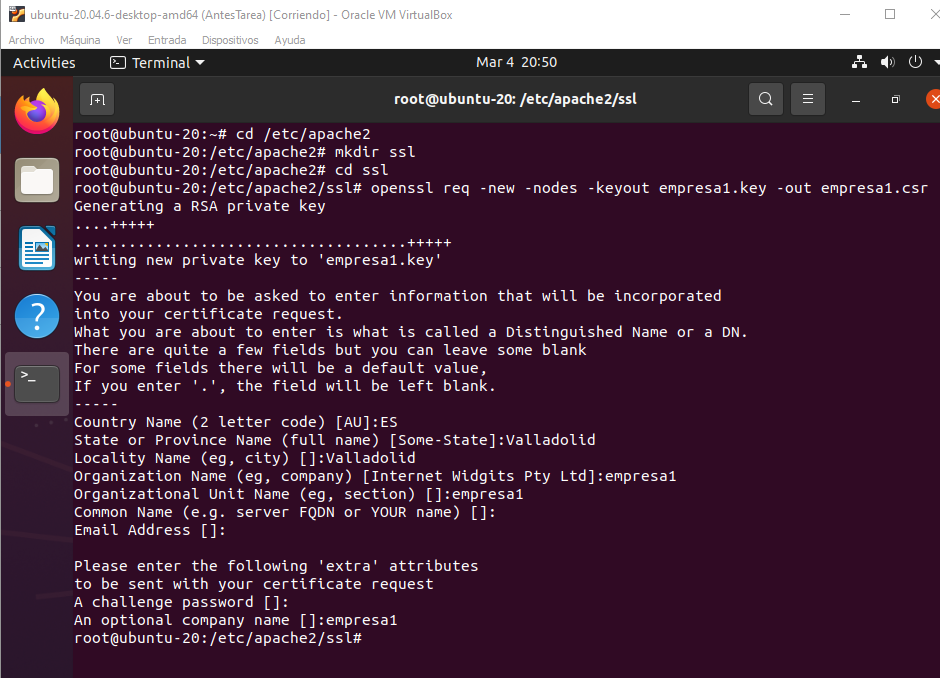 ubuntu-20.04.6-desktop-amd64 (AntesTarea) [Corriendo] - Oracle VM VirtualBox
Archivo Máquina Ver Entrada Dispositivos Ayuda
Activities Terminal Mar 4 20:50
root@ubuntu-20: /etc/apache2/ssl
root@ubuntu-20:~# cd /etc/apache2
root@ubuntu-20:/etc/apache2# mkdir ssl
root@ubuntu-20:/etc/apache2# cd ssl
root@ubuntu-20:/etc/apache2/ssl# openssl req -new -nodes -keyout empresa1.key -out empresa1.csr
Generating a RSA private key
....+++++
.....................................+++++
writing new private key to 'empresa1.key'
-----
You are about to be asked to enter information that will be incorporated
into your certificate request.
What you are about to enter is what is called a Distinguished Name or a DN.
There are quite a few fields but you can leave some blank
For some fields there will be a default value,
If you enter '.', the field will be left blank.
-----
Country Name (2 letter code) [AU]:ES
State or Province Name (full name) [Some-State]:Valladolid
Locality Name (eg, city) []:Valladolid
Organization Name (eg, company) [Internet Widgits Pty Ltd]:empresa1
Organizational Unit Name (eg, section) []:empresa1
Common Name (e.g. server FQDN or YOUR name) []:
Email Address []:
Please enter the following 'extra' attributes
to be sent with your certificate request
A challenge password []:
An optional company name []:empresa1
root@ubuntu-20:/etc/apache2/ssl#